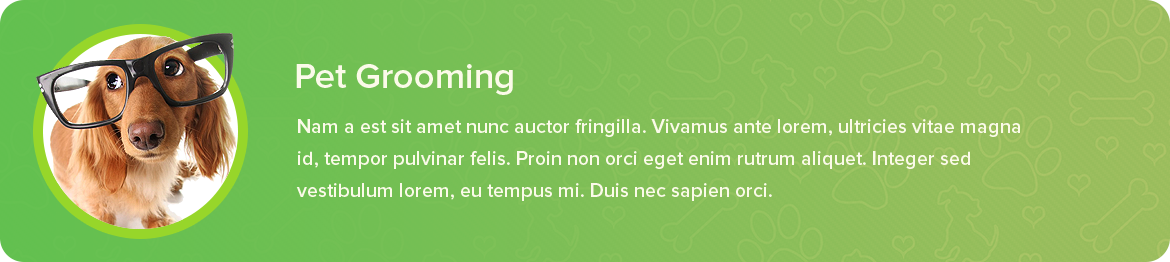 Pet Grooming
Nam a est sit amet nunc auctor fringilla. Vivamus ante lorem, ultricies vitae magna
id, tempor pulvinar felis. Proin non orci eget enim rutrum aliquet. Integer sed
vestibulum lorem, eu tempus mi. Duis nec sapien orci.